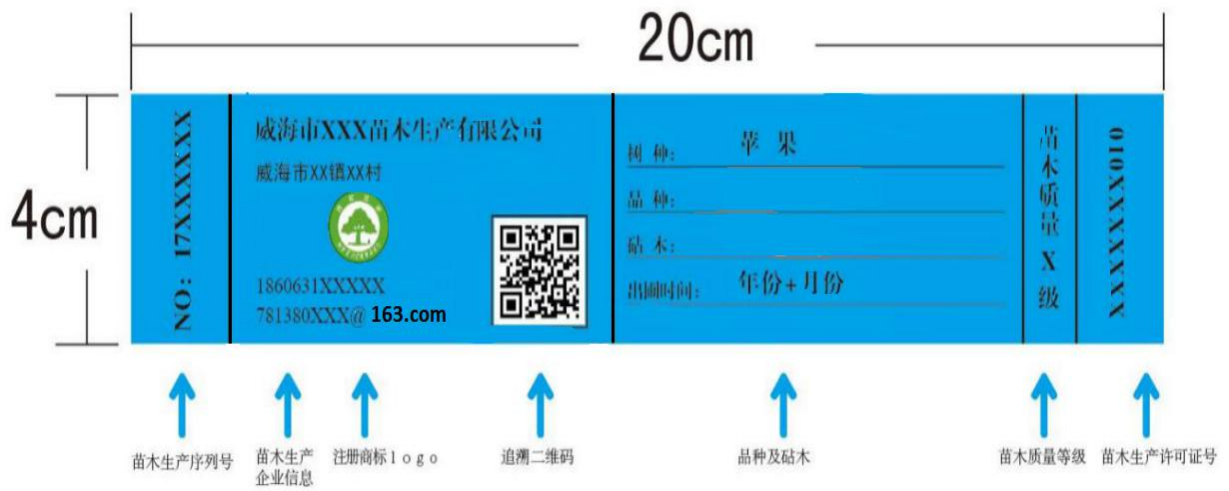 20cm
4cm
NO: 17XXXXXX
威海市XXX苗木生产有限公司
威海市XX镇XX村
1860631XXXXX
781380XXX@ 163.com
树 种: 苹 果
品 种:
砧 木:
出圃时间: 年份+月份
苗木质量 X 级
010XXXXXXX
苗木生产序列号
苗木生产
企业信息
注册商标logo
追溯二维码
品种及砧木
苗木质量等级
苗木生产许可证号